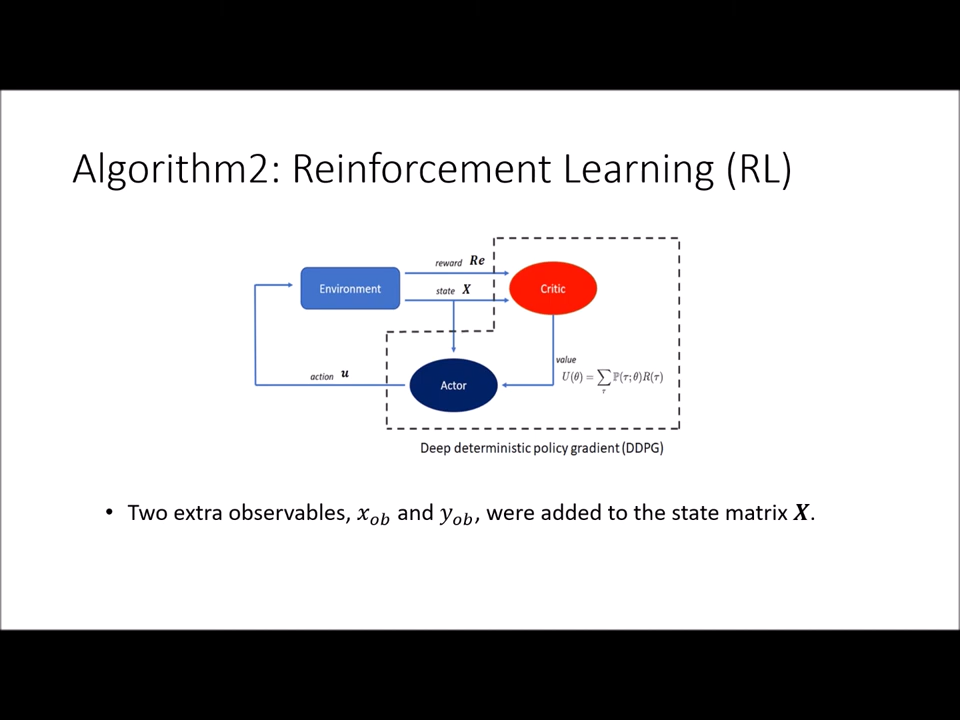 Algorithm2: Reinforcement Learning (RL)
reward Re
Environment
state X
Critic
value
U(θ) = ∑τ ℙ(τ; θ)R(τ)
action u
Actor
Deep deterministic policy gradient (DDPG)
• Two extra observables, x_ob and y_ob, were added to the state matrix X.